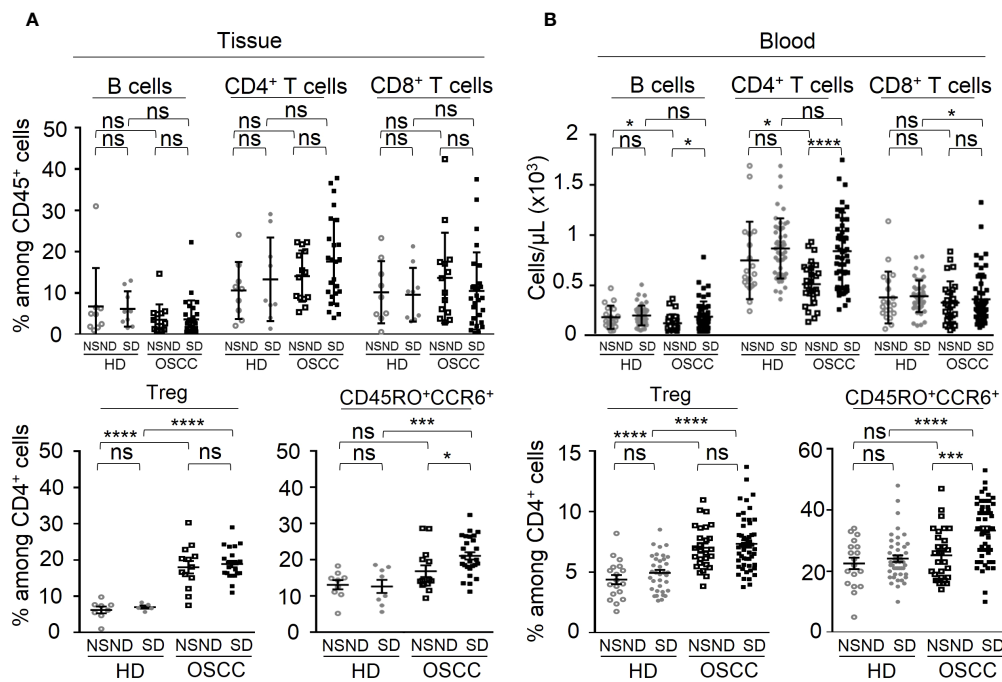 A
B
Tissue
Blood
B cells
CD4+ T cells
CD8+ T cells
B cells
CD4+ T cells
CD8+ T cells
ns
ns
ns
ns
ns
ns
ns
ns
ns
ns
ns
ns
* ns
ns
*
* ns
ns
****
ns
*
ns
ns
% among CD45+ cells
50
40
30
20
10
0
Cells/µL (x10³)
2
1.5
1
0.5
0
NSND SD NSND SD
HD OSCC
NSND SD NSND SD
HD OSCC
NSND SD NSND SD
HD OSCC
NSND SD NSND SD
HD OSCC
NSND SD NSND SD
HD OSCC
NSND SD NSND SD
HD OSCC
Treg
****
****
ns
ns
% among CD4+ cells
50
40
30
20
10
0
NSND SD NSND SD
HD OSCC
CD45RO+CCR6+
***
ns
ns
*
50
40
30
20
10
0
NSND SD NSND SD
HD OSCC
Treg
****
****
ns
ns
% among CD4+ cells
15
10
5
0
NSND SD NSND SD
HD OSCC
CD45RO+CCR6+
****
ns
ns
***
60
40
20
0
NSND SD NSND SD
HD OSCC